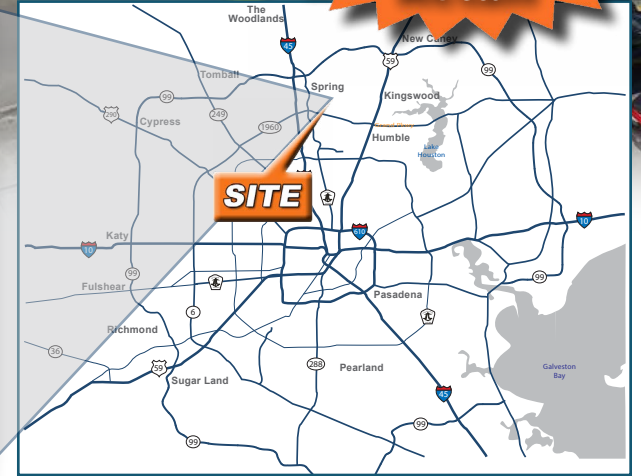 The
Woodlands
45
New Caney
59
99
Tomball
Spring
Kingswood
99
290
249
Cypress
1960
Humble
Lake
Houston
SITE
610
10
Katy
10
99
Fulshear
99
Pasadena
6
Richmond
36
288
Pearland
59
Sugar Land
Galveston
Bay
45
99
99